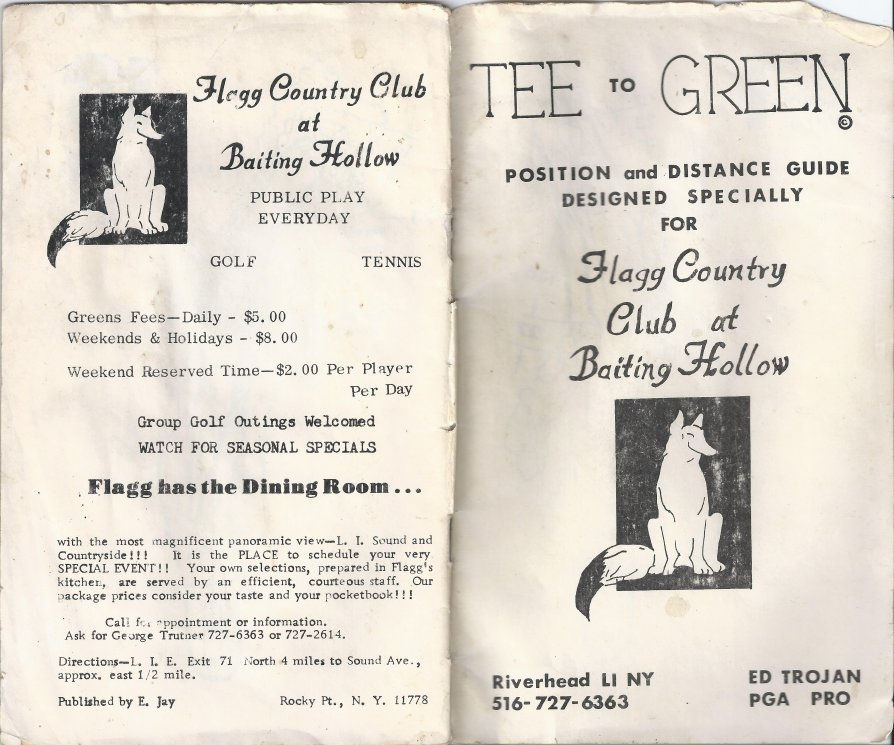 Flagg Country Club
at
Baiting Hollow
PUBLIC PLAY
EVERYDAY
GOLF TENNIS
Greens Fees—Daily - $5.00
Weekends & Holidays - $8.00
Weekend Reserved Time—$2.00 Per Player
Per Day
Group Golf Outings Welcomed
WATCH FOR SEASONAL SPECIALS
Flagg has the Dining Room...
with the most magnificent panoramic view—L. I. Sound and
Countryside!!! It is the PLACE to schedule your very
SPECIAL EVENT!! Your own selections, prepared in Flagg's
kitchen, are served by an efficient, courteous staff. Our
package prices consider your taste and your pocketbook!!!
Call for appointment or information.
Ask for George Trutner 727-6363 or 727-2614.
Directions—L. I. E. Exit 71 North 4 miles to Sound Ave.,
approx. east 1/2 mile.
Published by E. Jay Rocky Pt., N. Y. 11778
TEE TO GREEN ©
POSITION and DISTANCE GUIDE
DESIGNED SPECIALLY
FOR
Flagg Country
Club at
Baiting Hollow
Riverhead LI NY
516-727-6363
ED TROJAN
PGA PRO